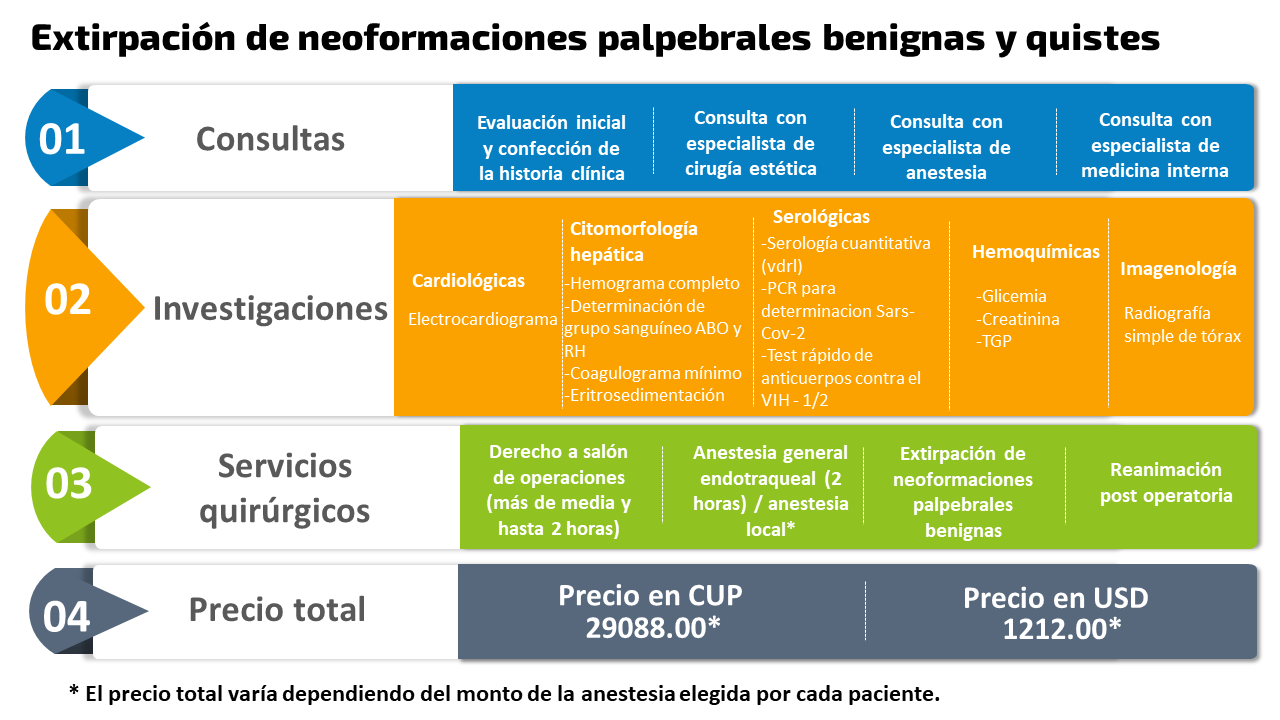 Extirpación de neoformaciones palpebrales benignas y quistes
01
Consultas
Evaluación inicial
y confección de
la historia clínica
Consulta con
especialista de
cirugía estética
Consulta con
especialista de
anestesia
Consulta con
especialista de
medicina interna
02
Investigaciones
Cardiológicas
Electrocardiograma
Citomorfología
hepática
-Hemograma completo
-Determinación de
grupo sanguíneo ABO y
RH
-Coagulograma mínimo
-Eritrosedimentación
Serológicas
-Serología cuantitativa
(vdrl)
-PCR para
determinacion Sars-
Cov-2
-Test rápido de
anticuerpos contra el
VIH - 1/2
Hemoquímicas
-Glicemia
-Creatinina
-TGP
Imagenología
Radiografía
simple de tórax
03
Servicios
quirúrgicos
Derecho a salón
de operaciones
(más de media y
hasta 2 horas)
Anestesia general
endotraqueal (2
horas) / anestesia
local*
Extirpación de
neoformaciones
palpebrales
benignas
Reanimación
post operatoria
04
Precio total
Precio en CUP
29088.00*
Precio en USD
1212.00*
* El precio total varía dependiendo del monto de la anestesia elegida por cada paciente.